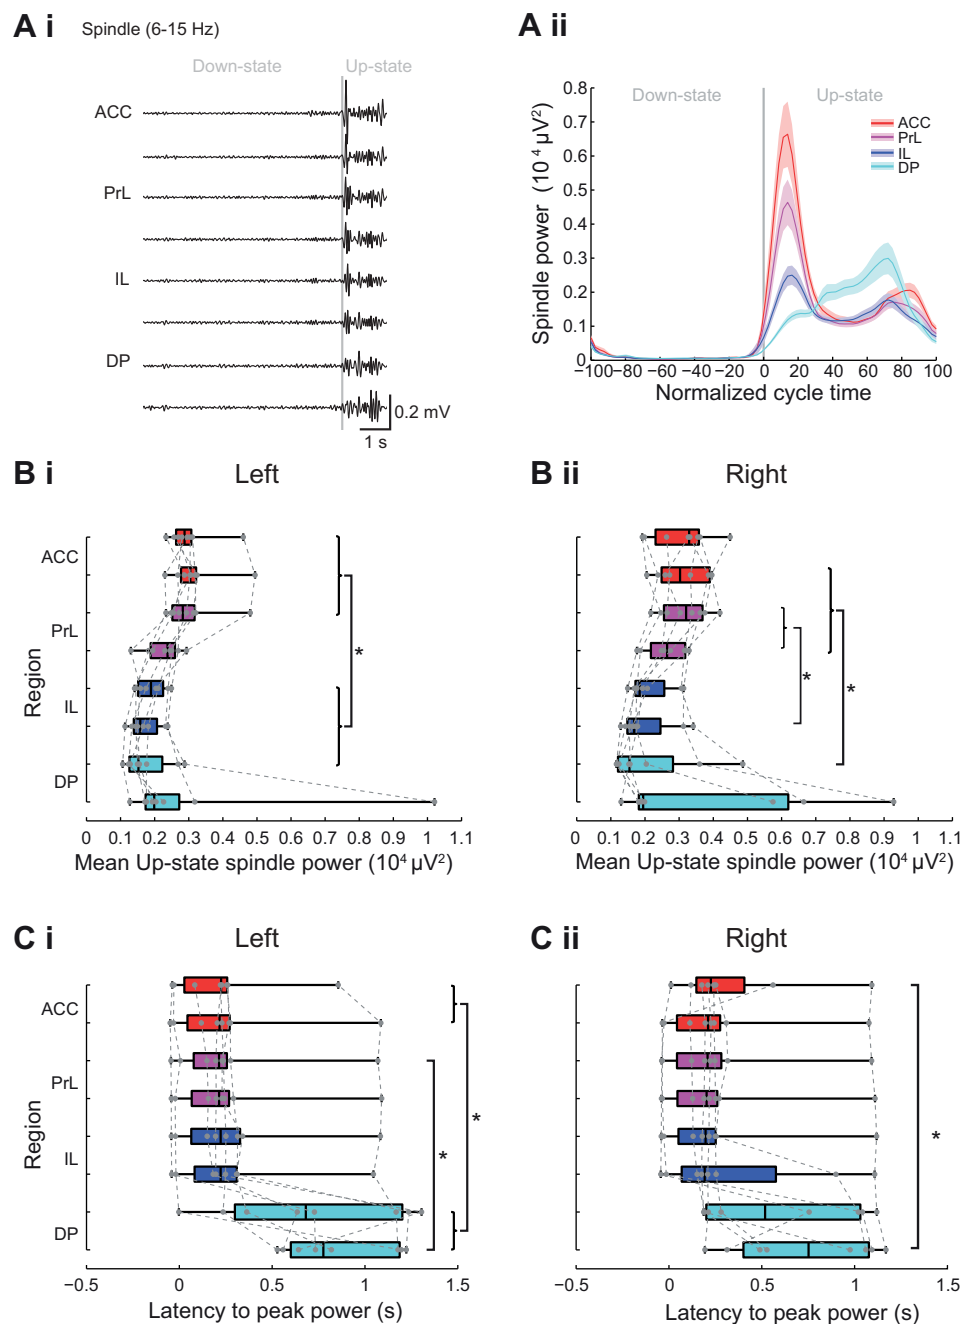 A i
Spindle (6-15 Hz)
Down-state
Up-state
ACC
PrL
IL
DP
0.2 mV
1 s
A ii
Down-state
Up-state
ACC
PrL
IL
DP
Spindle power (10⁴ µV²)
0.8
0.7
0.6
0.5
0.4
0.3
0.2
0.1
0
−100 −80 −60 −40 −20 0 20 40 60 80 100
Normalized cycle time
B i
Left
Region
ACC
PrL
IL
DP
*
0 0.1 0.2 0.3 0.4 0.5 0.6 0.7 0.8 0.9 1 1.1
Mean Up-state spindle power (10⁴ µV²)
B ii
Right
*
*
0 0.1 0.2 0.3 0.4 0.5 0.6 0.7 0.8 0.9 1.1
Mean Up-state spindle power (10⁴ µV²)
C i
Left
Region
ACC
PrL
IL
DP
*
*
−0.5 0 0.5 1 1.5
Latency to peak power (s)
C ii
Right
*
−0.5 0 0.5 1 1.5
Latency to peak power (s)